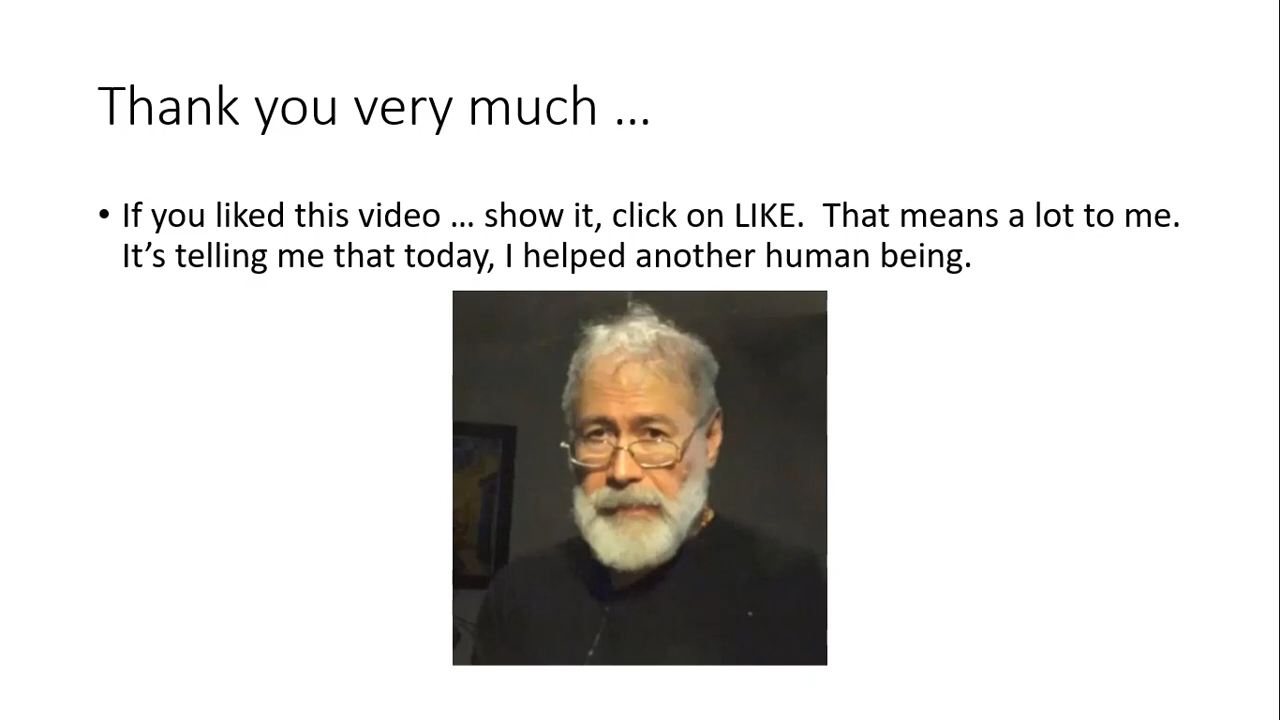 Thank you very much …
• If you liked this video … show it, click on LIKE.  That means a lot to me.
It’s telling me that today, I helped another human being.